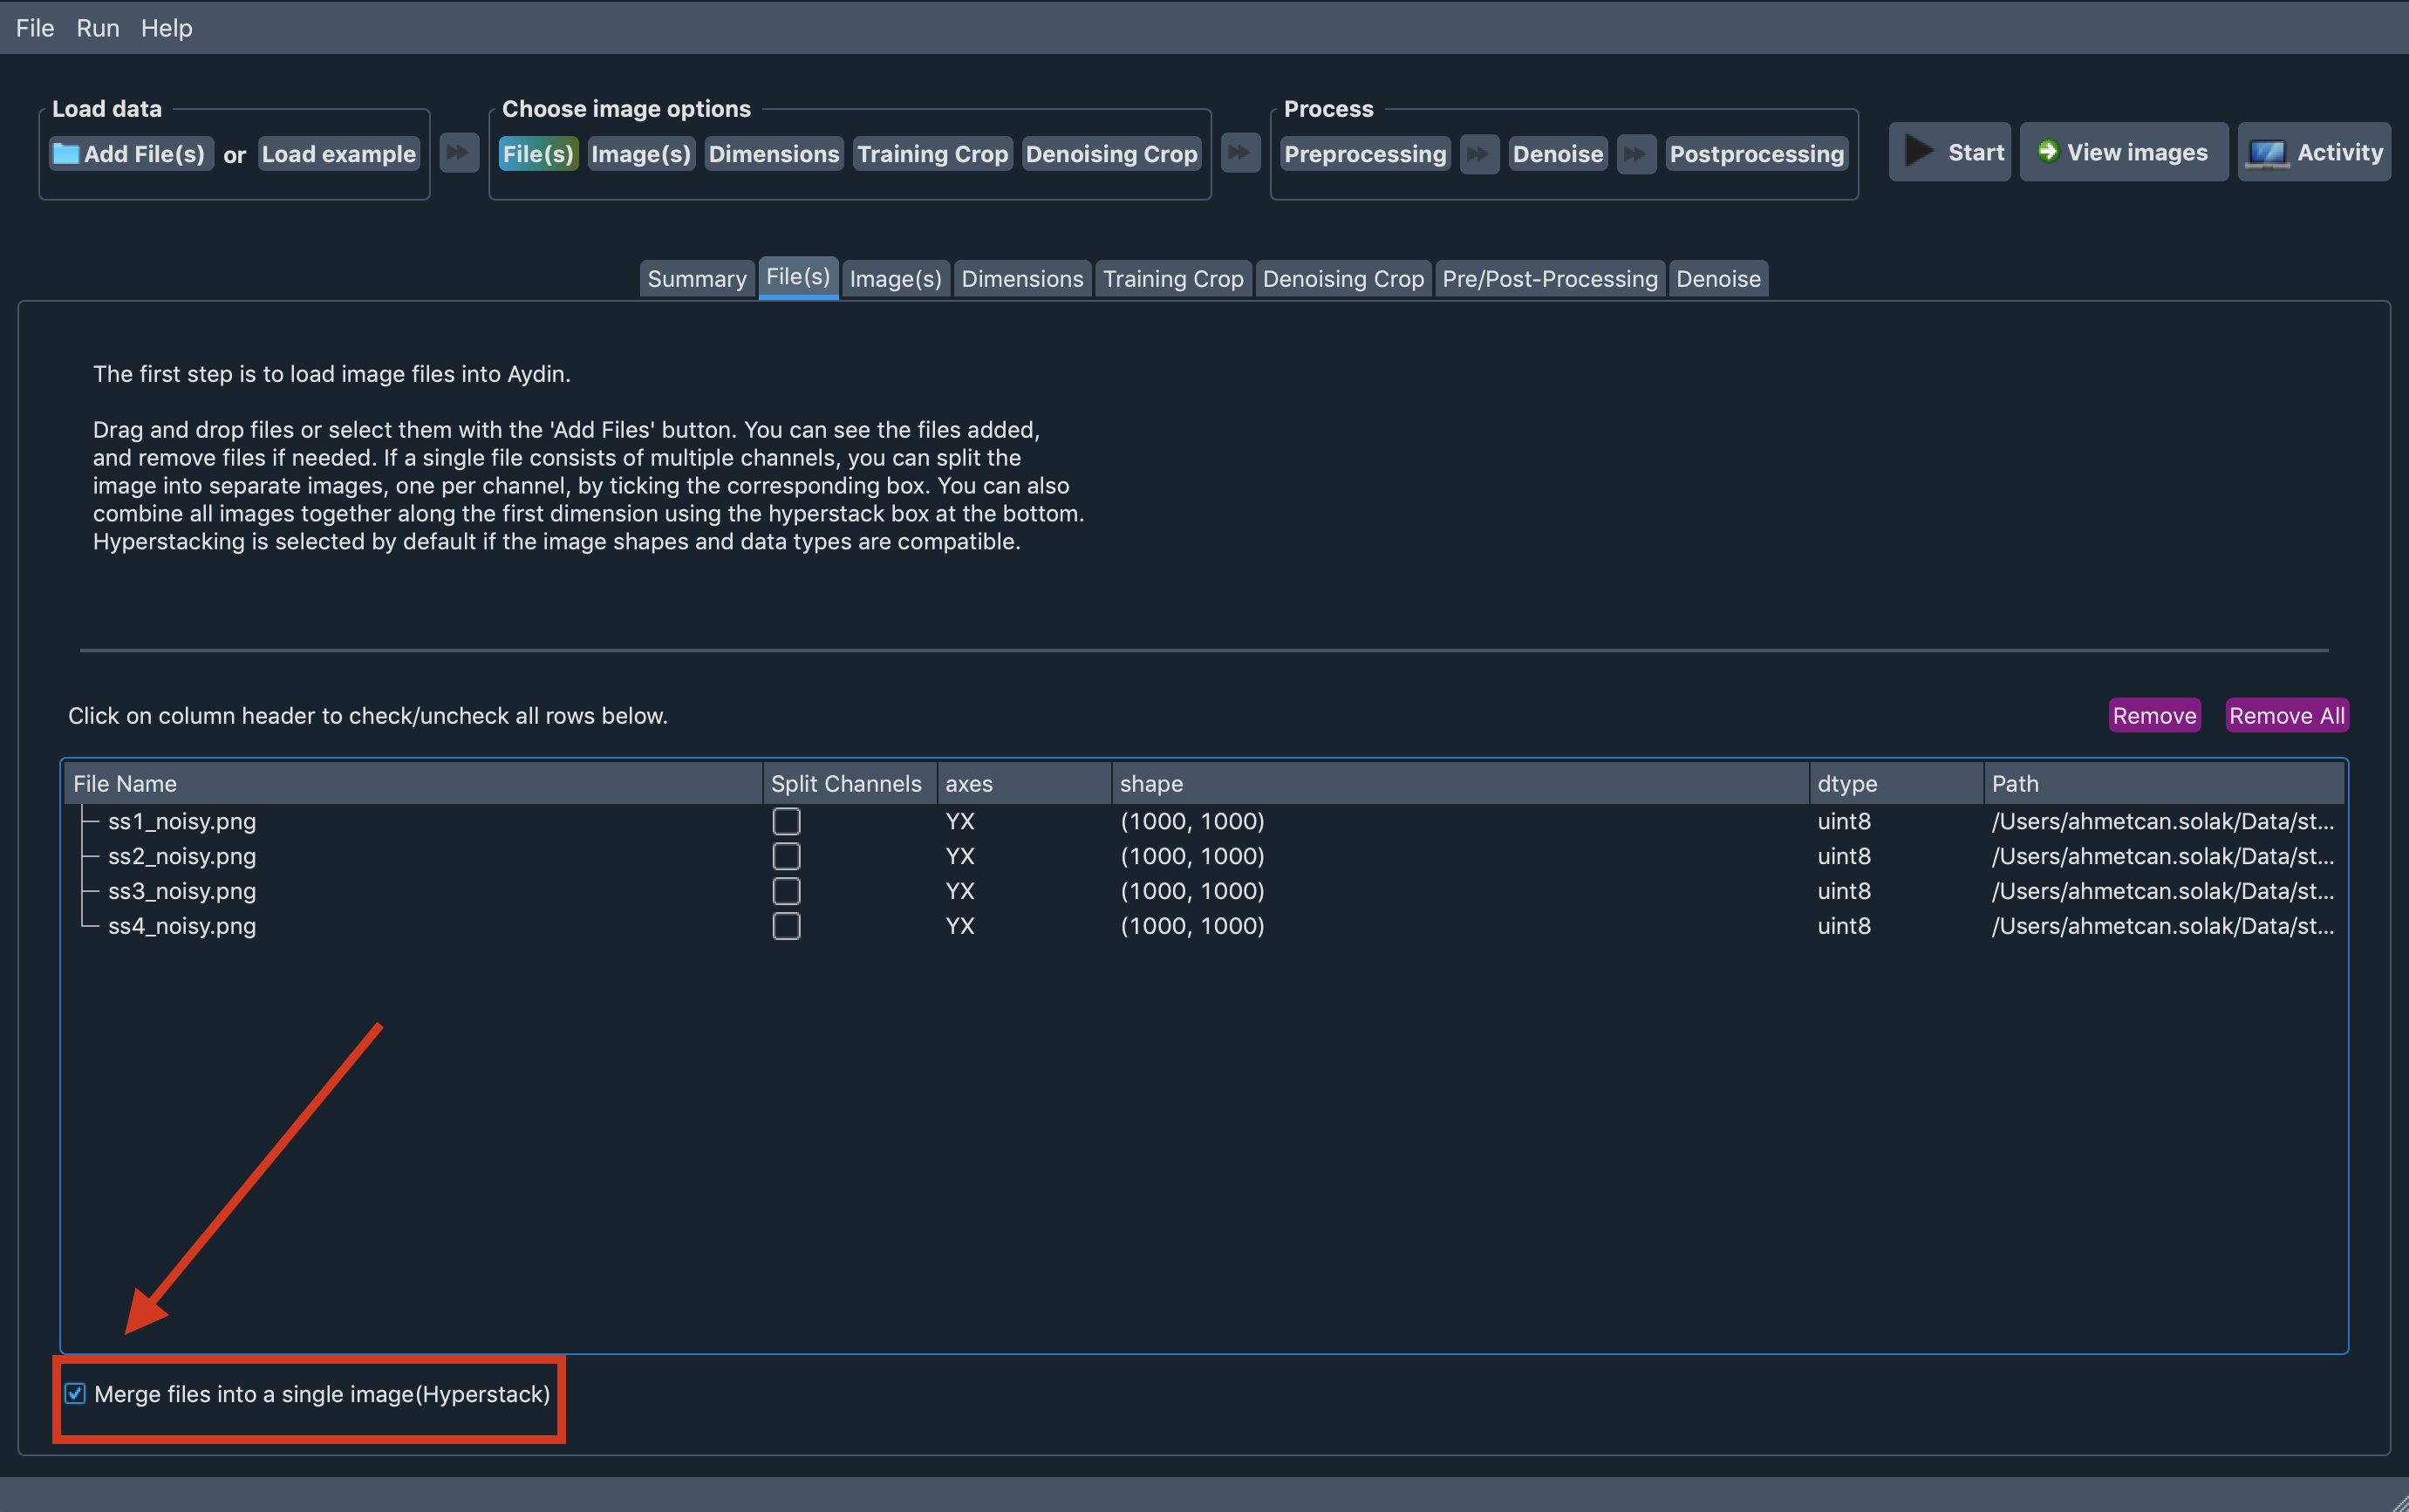 File Run Help
Load data
Choose image options
Process
Add File(s) or Load example
File(s) Image(s) Dimensions Training Crop Denoising Crop
Preprocessing Denoise Postprocessing
Start View images Activity
Summary File(s) Image(s) Dimensions Training Crop Denoising Crop Pre/Post-Processing Denoise
The first step is to load image files into Aydin.
Drag and drop files or select them with the 'Add Files' button. You can see the files added,
and remove files if needed. If a single file consists of multiple channels, you can split the
image into separate images, one per channel, by ticking the corresponding box. You can also
combine all images together along the first dimension using the hyperstack box at the bottom.
Hyperstacking is selected by default if the image shapes and data types are compatible.
Click on column header to check/uncheck all rows below.
Remove Remove All
File Name Split Channels axes shape dtype Path
ss1_noisy.png YX (1000, 1000) uint8 /Users/ahmetcan.solak/Data/st...
ss2_noisy.png YX (1000, 1000) uint8 /Users/ahmetcan.solak/Data/st...
ss3_noisy.png YX (1000, 1000) uint8 /Users/ahmetcan.solak/Data/st...
ss4_noisy.png YX (1000, 1000) uint8 /Users/ahmetcan.solak/Data/st...
Merge files into a single image(Hyperstack)